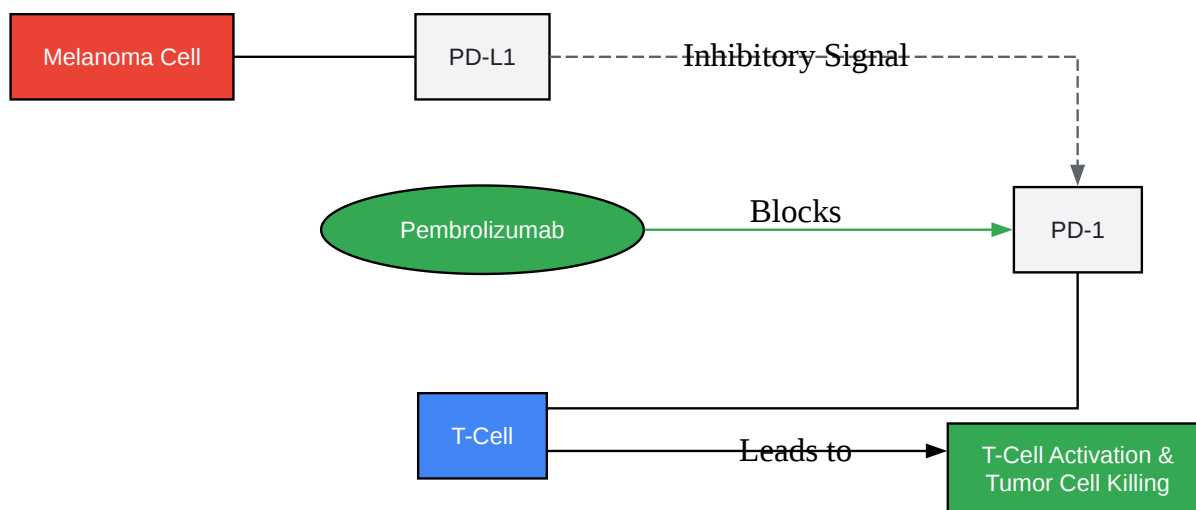 Melanoma Cell
PD-L1
Inhibitory Signal
Pembrolizumab
Blocks
PD-1
T-Cell
Leads to
T-Cell Activation &
Tumor Cell Killing